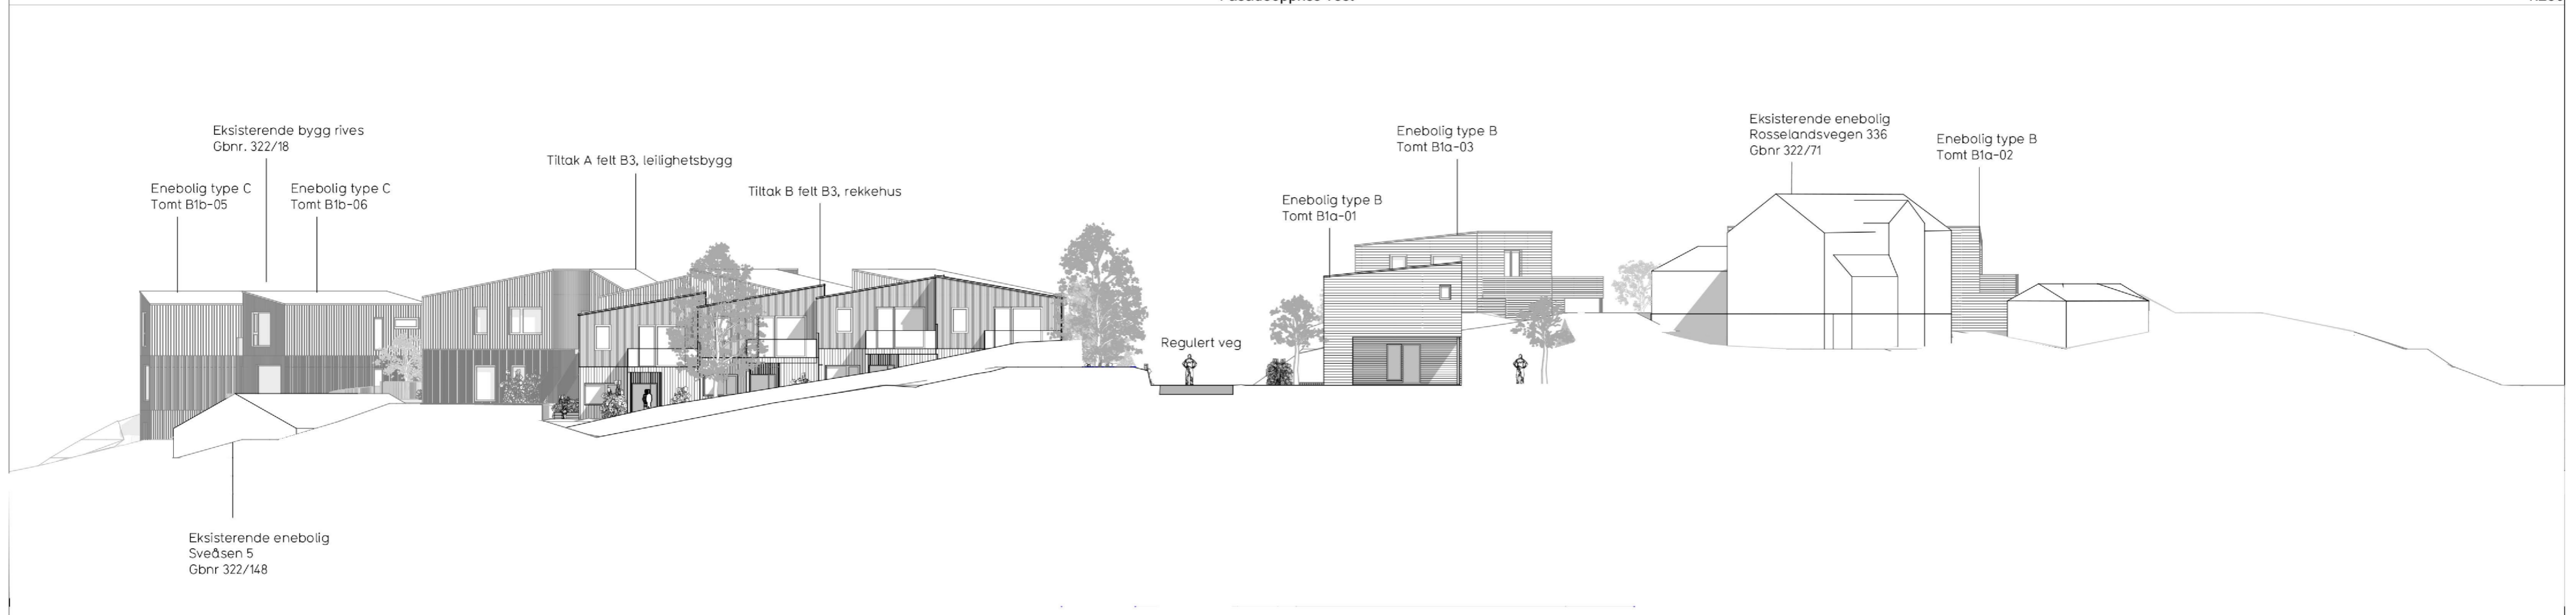 Eksisterende bygg rives
Gbnr. 322/18
Enebolig type C
Tomt B1b-05
Enebolig type C
Tomt B1b-06
Tiltak A felt B3, leilighetsbygg
Tiltak B felt B3, rekkehus
Regulert veg
Enebolig type B
Tomt B1a-01
Enebolig type B
Tomt B1a-03
Eksisterende enebolig
Rosselandsvegen 336
Gbnr 322/71
Enebolig type B
Tomt B1a-02
Eksisterende enebolig
Sveåsen 5
Gbnr 322/148